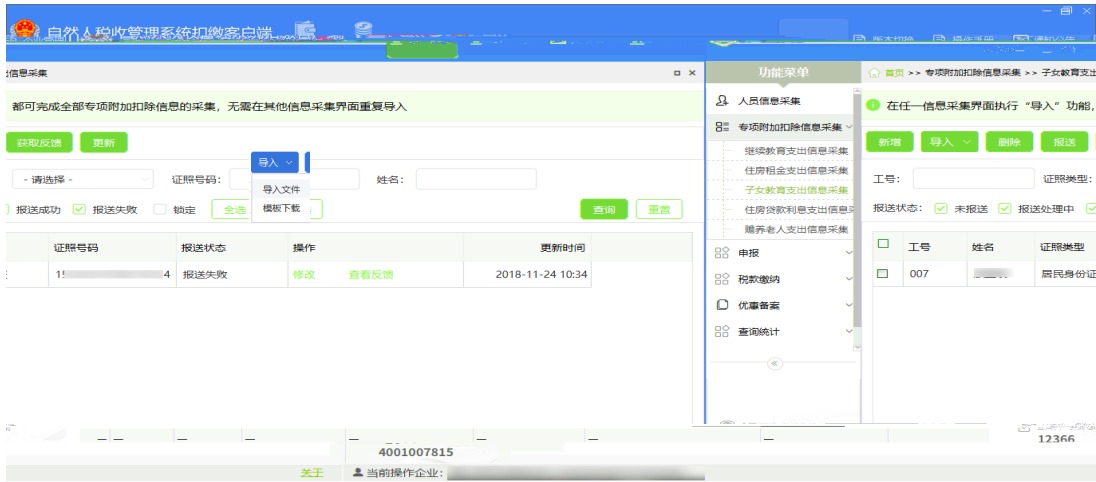 自然人税收管理系统扣缴客户端
信息采集
都可完成全部专项附加扣除信息的采集，无需在其他信息采集界面重复导入
获取反馈 更新
导入
- 请选择 - 证照号码： 姓名：
导入文件
报送成功 报送失败 锁定 全选 模板下载 查询 重置
证照号码 报送状态 操作 更新时间
4 报送失败 修改 查看反馈 2018-11-24 10:34
功能菜单
人员信息采集
专项附加扣除信息采集
继续教育支出信息采集
住房租金支出信息采集
子女教育支出信息采集
住房贷款利息支出信息采
赡养老人支出信息采集
申报
税款缴纳
优惠备案
查询统计
首页 >> 专项附加扣除信息采集 >> 子女教育支出
在任一信息采集界面执行“导入”功能，
新增 导入 删除 报送
工号： 证照类型：
报送状态： 未报送 报送处理中
工号 姓名 证照类型
007 居民身份证
12366
4001007815
关于 当前操作企业：